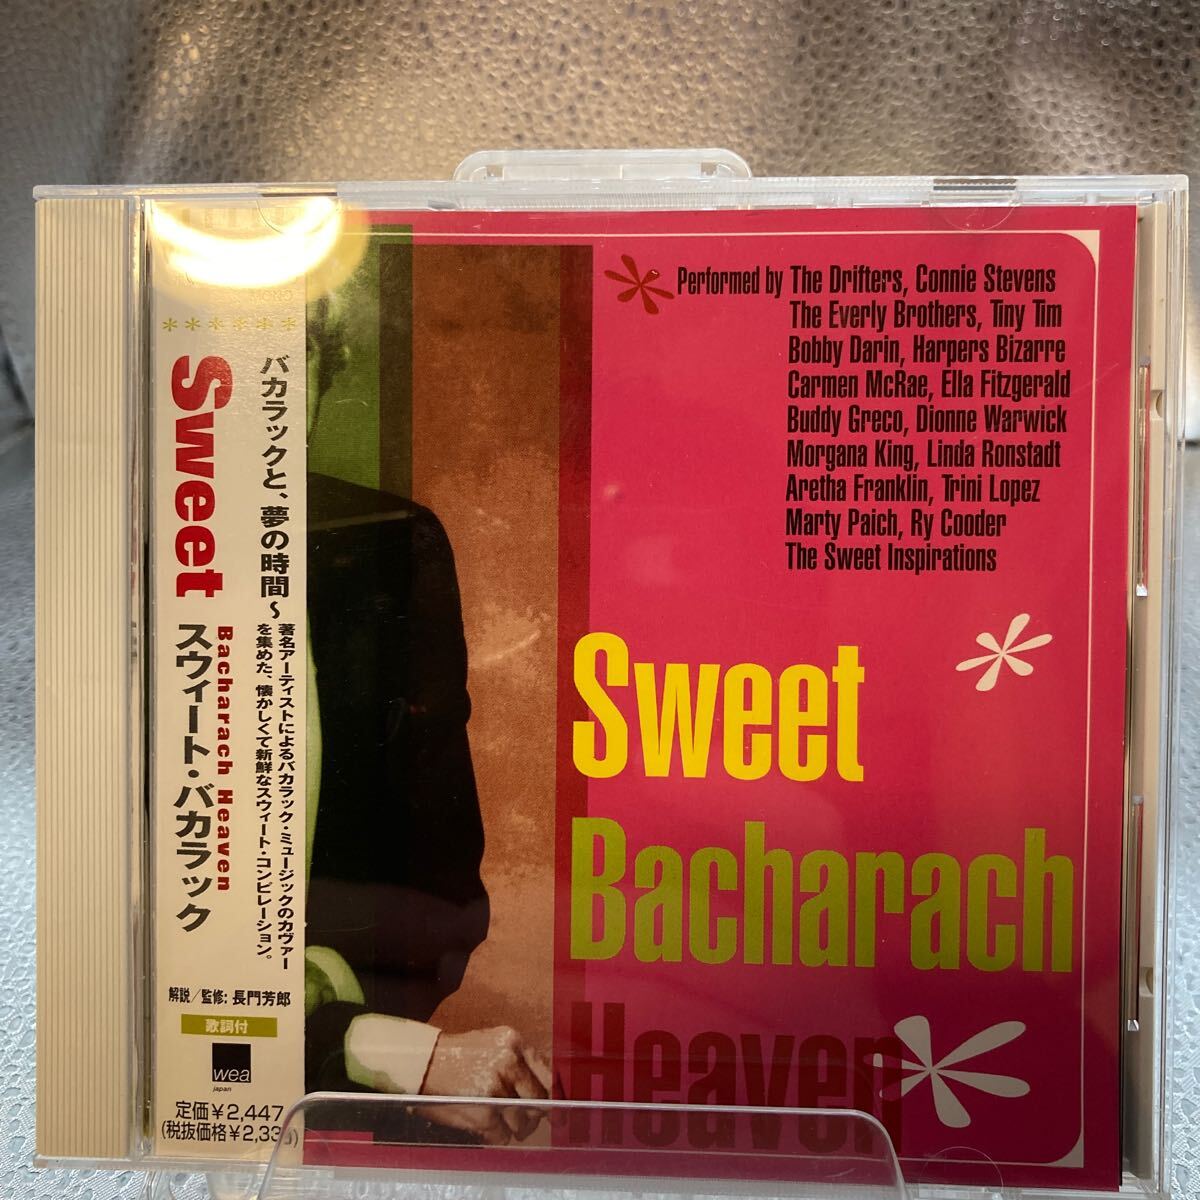 ******
Sweet
Bacharach Heaven
スウィート・バカラック
バカラックと、夢の時間〜
著名アーティストによるバカラック・ミュージックのカヴァー
を集めた、懐かしくて新鮮なスウィート・コンピレーション。
解説／監修: 長門芳郎
歌詞付
wea
japan
定価¥2,447
(税抜価格¥2,33
Performed by The Drifters, Connie Stevens
The Everly Brothers, Tiny Tim
Bobby Darin, Harpers Bizarre
Carmen McRae, Ella Fitzgerald
Buddy Greco, Dionne Warwick
Morgana King, Linda Ronstadt
Aretha Franklin, Trini Lopez
Marty Paich, Ry Cooder
The Sweet Inspirations
Sweet
Bacharach
Heaven